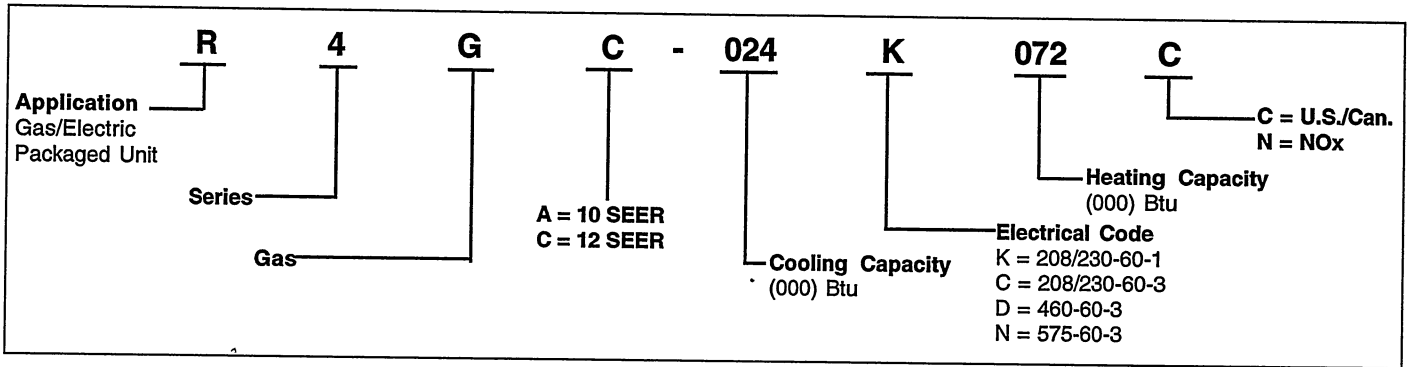 R 4 G C - 024 K 072 C
Application
Gas/Electric
Packaged Unit
Series
Gas
A = 10 SEER
C = 12 SEER
Cooling Capacity
(000) Btu
Electrical Code
K = 208/230-60-1
C = 208/230-60-3
D = 460-60-3
N = 575-60-3
Heating Capacity
(000) Btu
C = U.S./Can.
N = NOx